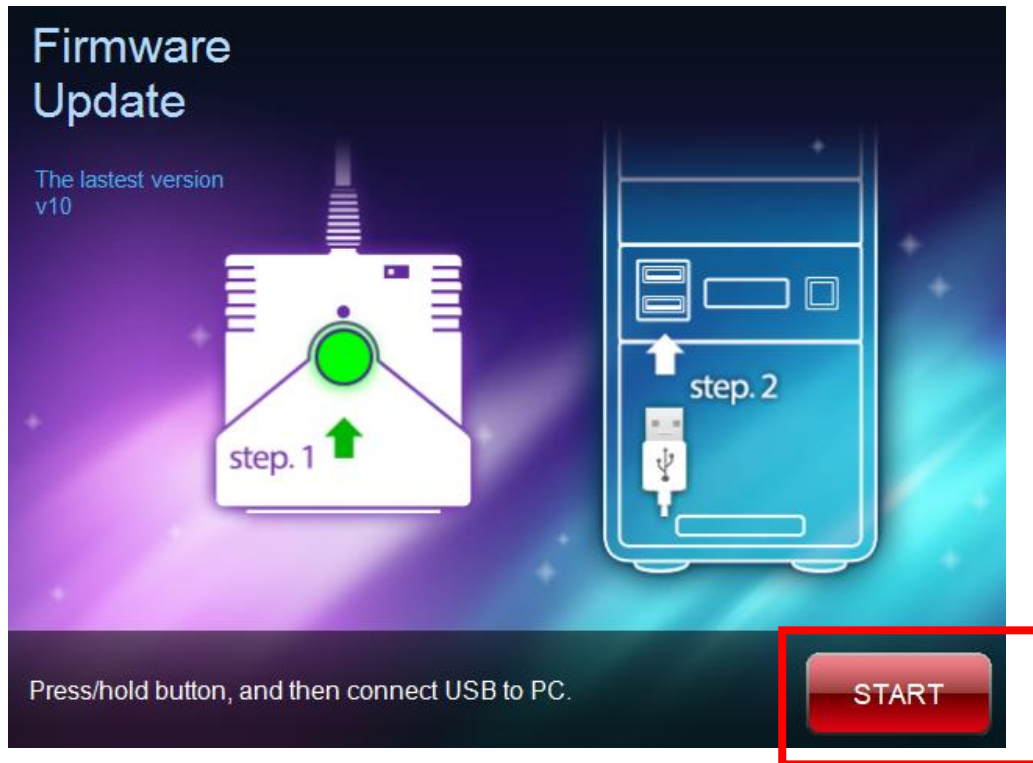 Firmware
Update
The lastest version
v10
step. 1
step. 2
Press/hold button, and then connect USB to PC.
START